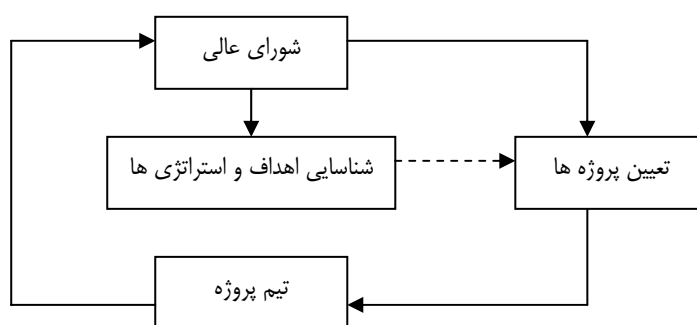 شورای عالی
شناسایی اهداف و استراتژی ها
تعیین پروژه ها
تیم پروژه